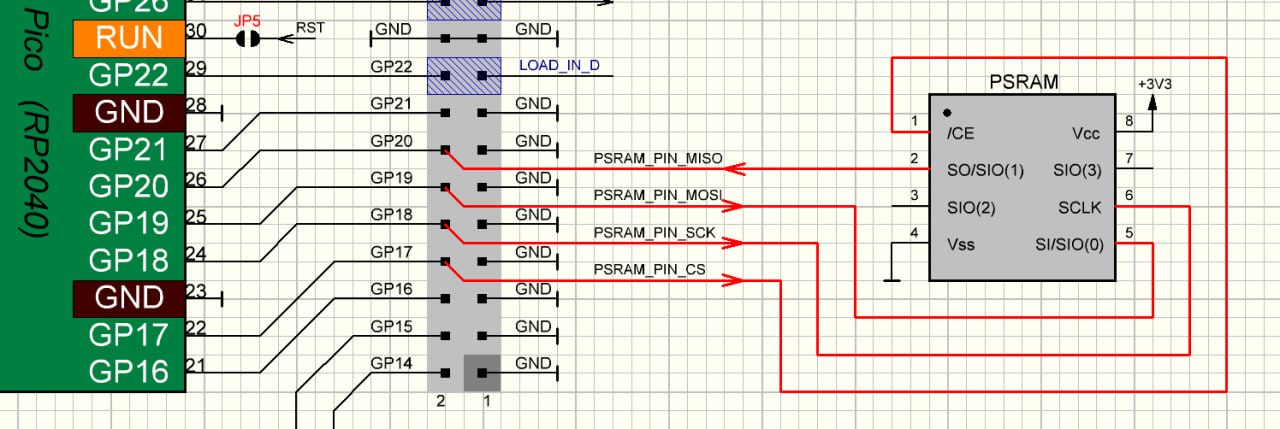 GP26
Pico (RP2040)
RUN
30
JP5
RST
GND
GND
GP22
29
GP22
LOAD_IN_D
GND
28
GP21
GND
GP21
27
GP20
GND
GP20
26
GP19
GND
GP19
25
GP18
GND
GP18
24
GP17
GND
GND
23
GP16
GND
GP17
22
GP15
GND
GP16
21
GP14
GND
2 1
PSRAM_PIN_MISO
PSRAM_PIN_MOSI
PSRAM_PIN_SCK
PSRAM_PIN_CS
PSRAM
+3V3
1 /CE Vcc 8
2 SO/SIO(1) SIO(3) 7
3 SIO(2) SCLK 6
4 Vss SI/SIO(0) 5